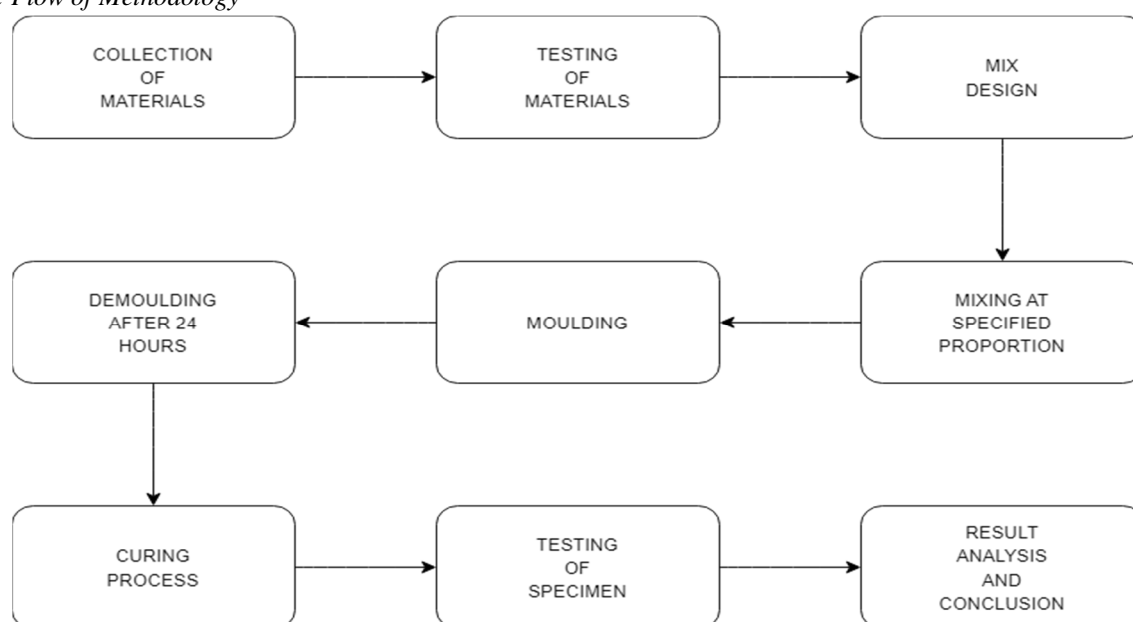 Flow of Methodology
COLLECTION
OF
MATERIALS
TESTING
OF
MATERIALS
MIX
DESIGN
MIXING AT
SPECIFIED
PROPORTION
MOULDING
DEMOULDING
AFTER 24
HOURS
CURING
PROCESS
TESTING
OF
SPECIMEN
RESULT
ANALYSIS
AND
CONCLUSION